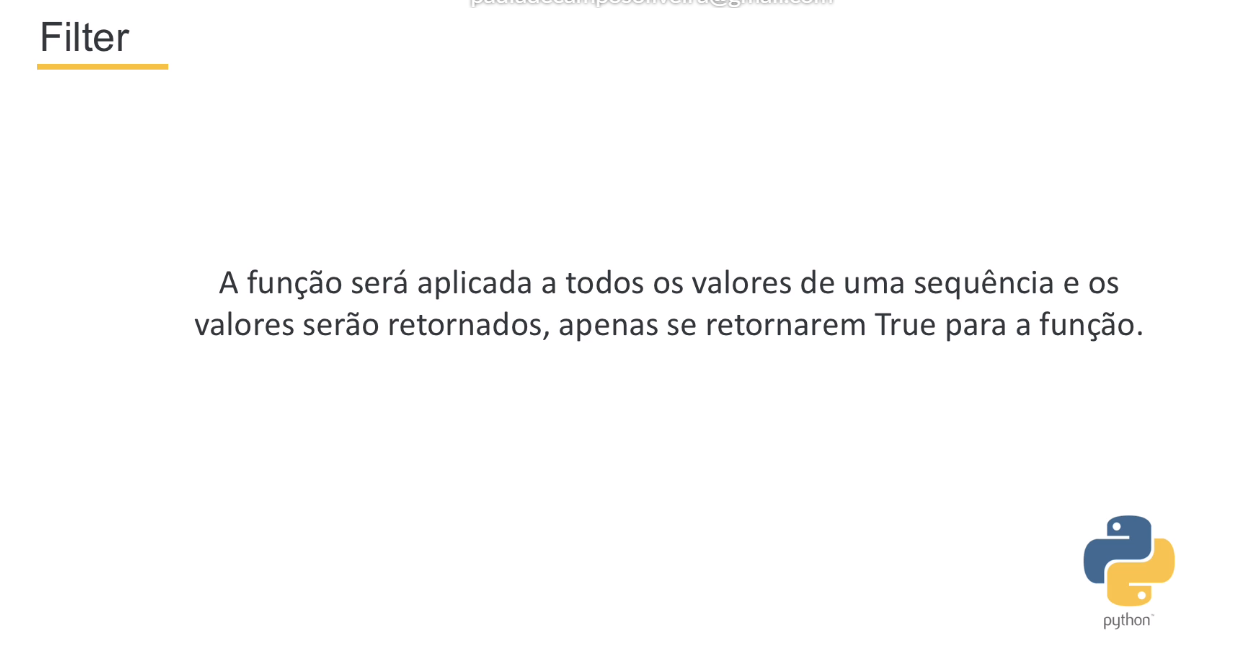 Filter
A função será aplicada a todos os valores de uma sequência e os
valores serão retornados, apenas se retornarem True para a função.
python™